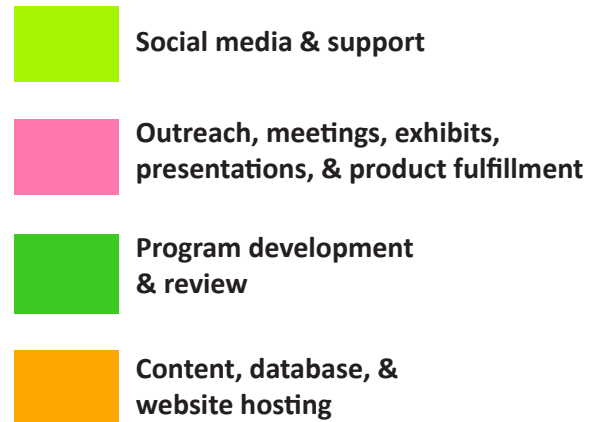 Social media & support
Outreach, meetings, exhibits,
presentations, & product fulfillment
Program development
& review
Content, database, &
website hosting